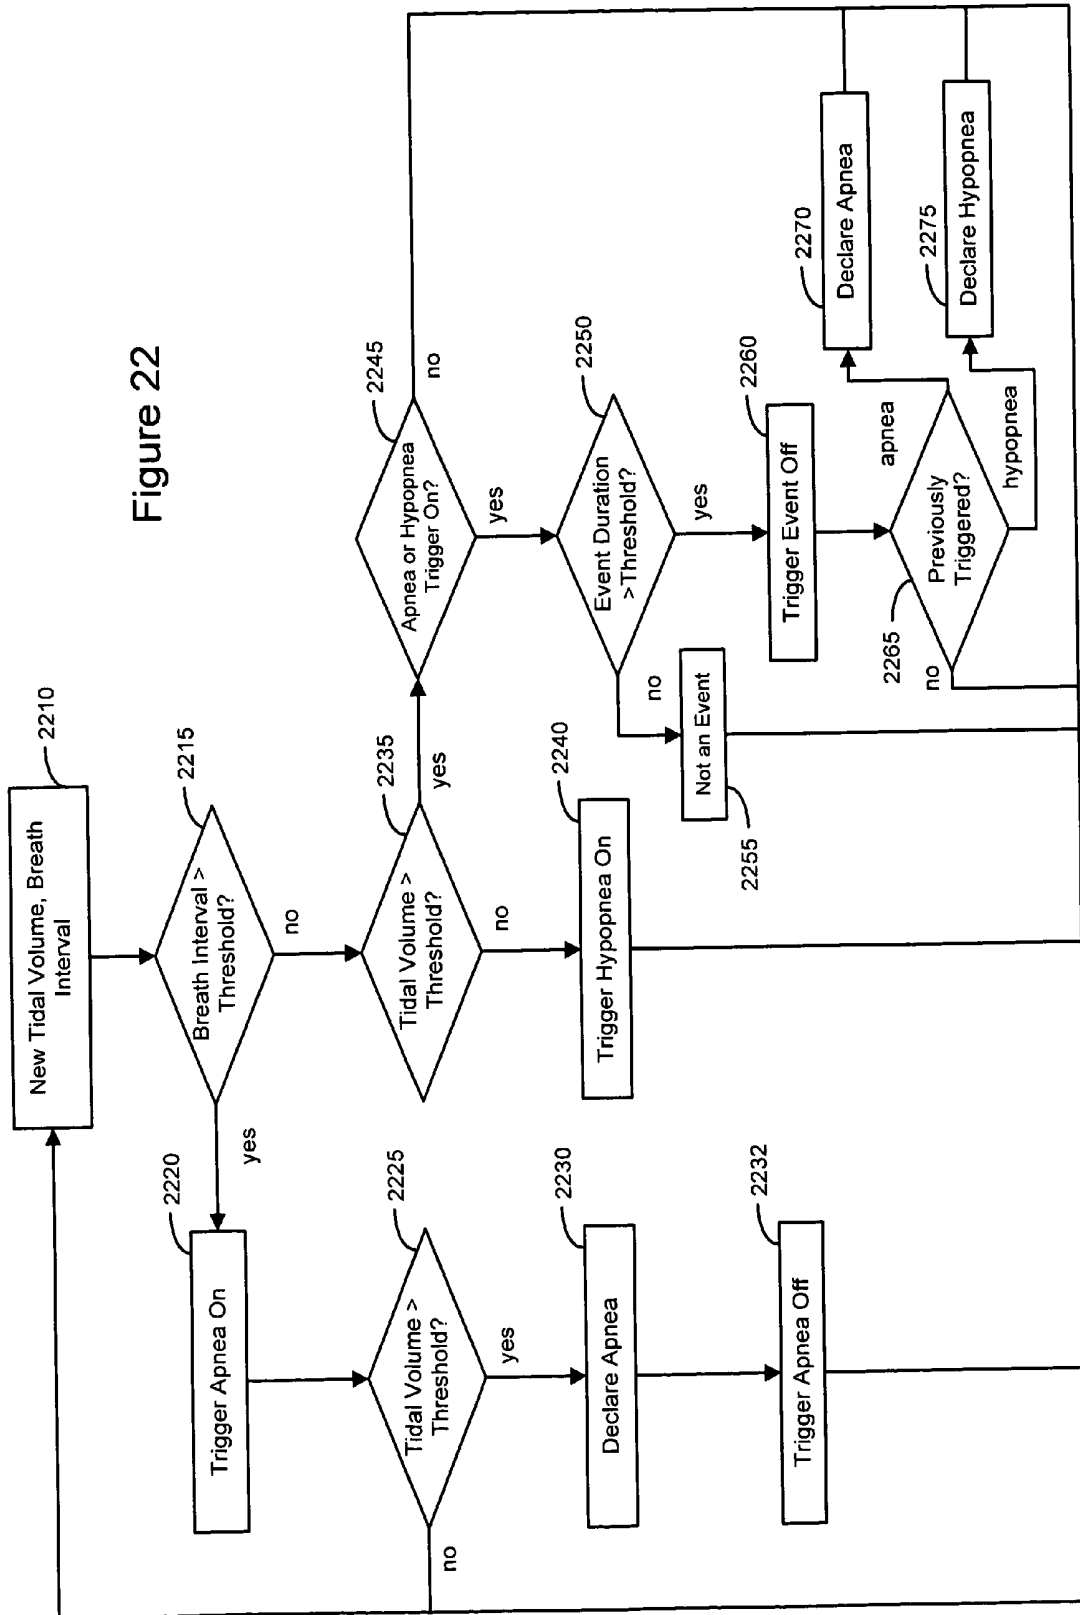 Figure 22
2210
New Tidal Volume, Breath
Interval
2215
Breath Interval >
Threshold?
yes
no
2220
Trigger Apnea On
2225
Tidal Volume >
Threshold?
no
yes
2230
Declare Apnea
2232
Trigger Apnea Off
2235
Tidal Volume >
Threshold?
yes
no
2240
Trigger Hypopnea On
2245
Apnea or Hypopnea
Trigger On?
no
yes
2250
Event Duration
>Threshold?
no
yes
Not an Event
2255
2260
Trigger Event Off
2265
Previously
Triggered?
no
apnea
hypopnea
2270
Declare Apnea
2275
Declare Hypopnea